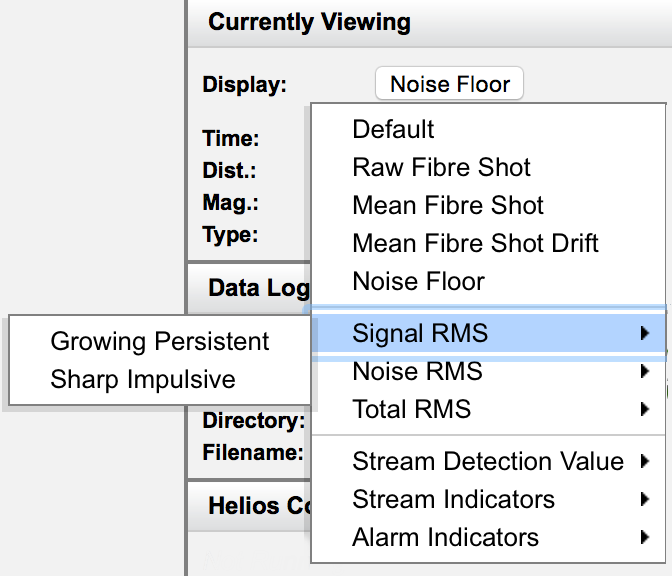 Currently Viewing
Display: Noise Floor
Time:
Dist.:
Mag.:
Type:
Default
Raw Fibre Shot
Mean Fibre Shot
Mean Fibre Shot Drift
Noise Floor
Data Log
Signal RMS
Noise RMS
Total RMS
Growing Persistent
Sharp Impulsive
Directory:
Filename:
Stream Detection Value
Stream Indicators
Alarm Indicators
Helios Co